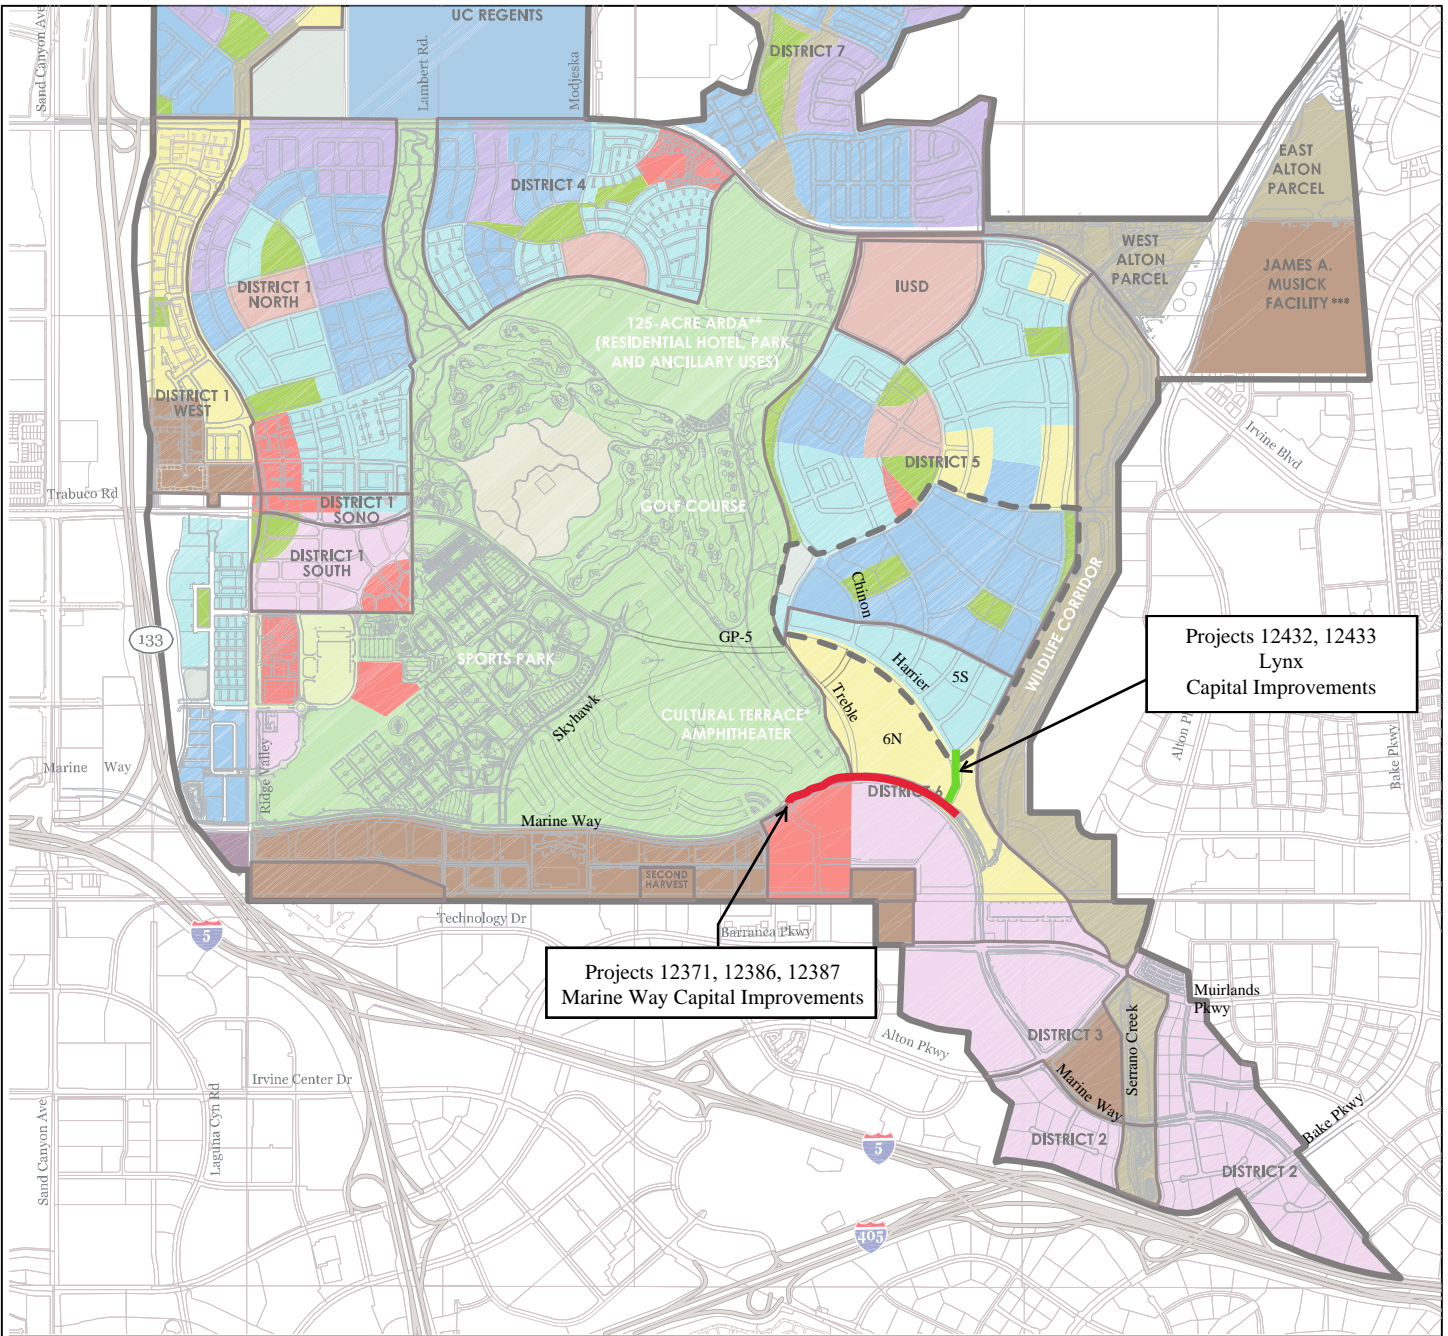 UC REGENTS
Sand Canyon Ave
Lambert Rd.
Modjeska
DISTRICT 7
EAST
ALTON
PARCEL
DISTRICT 4
WEST
ALTON
PARCEL
JAMES A.
MUSICK
FACILITY ***
DISTRICT 1
NORTH
IUSD
125-ACRE ARDA**
(RESIDENTIAL HOTEL, PARK
AND ANCILLARY USES)
DISTRICT 1
WEST
Irvine Blvd
DISTRICT 5
Trabuco Rd
DISTRICT 1
SONO
GOLF COURSE
DISTRICT 1
SOUTH
Chinon
WILDLIFE CORRIDOR
133
GP-5
Projects 12432, 12433
Lynx
Capital Improvements
SPORTS PARK
Harrier
5S
Treble
Skyhawk
CULTURAL TERRACE*
AMPHITHEATER
6N
Alton P
Bake Pkwy
Marine Way
Ridge Valley
DISTRICT 6
Marine Way
SECOND
HARVEST
Technology Dr
Barranca Pkwy
5
Projects 12371, 12386, 12387
Marine Way Capital Improvements
Muirlands
Pkwy
Alton Pkwy
DISTRICT 3
Serrano Creek
Irvine Center Dr
Laguna Cyn Rd
Sand Canyon Ave
Marine Way
Bake Pkwy
5
DISTRICT 2
DISTRICT 2
405